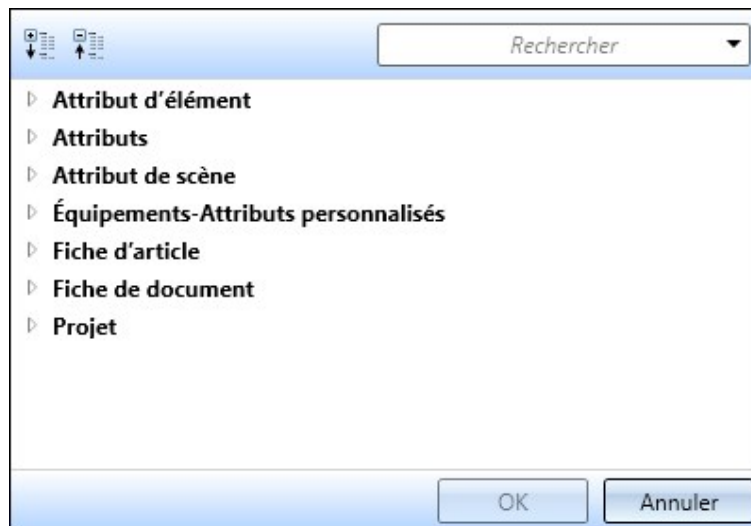 Rechercher
Attribut d'élément
Attributs
Attribut de scène
Équipements-Attributs personnalisés
Fiche d'article
Fiche de document
Projet
OK Annuler